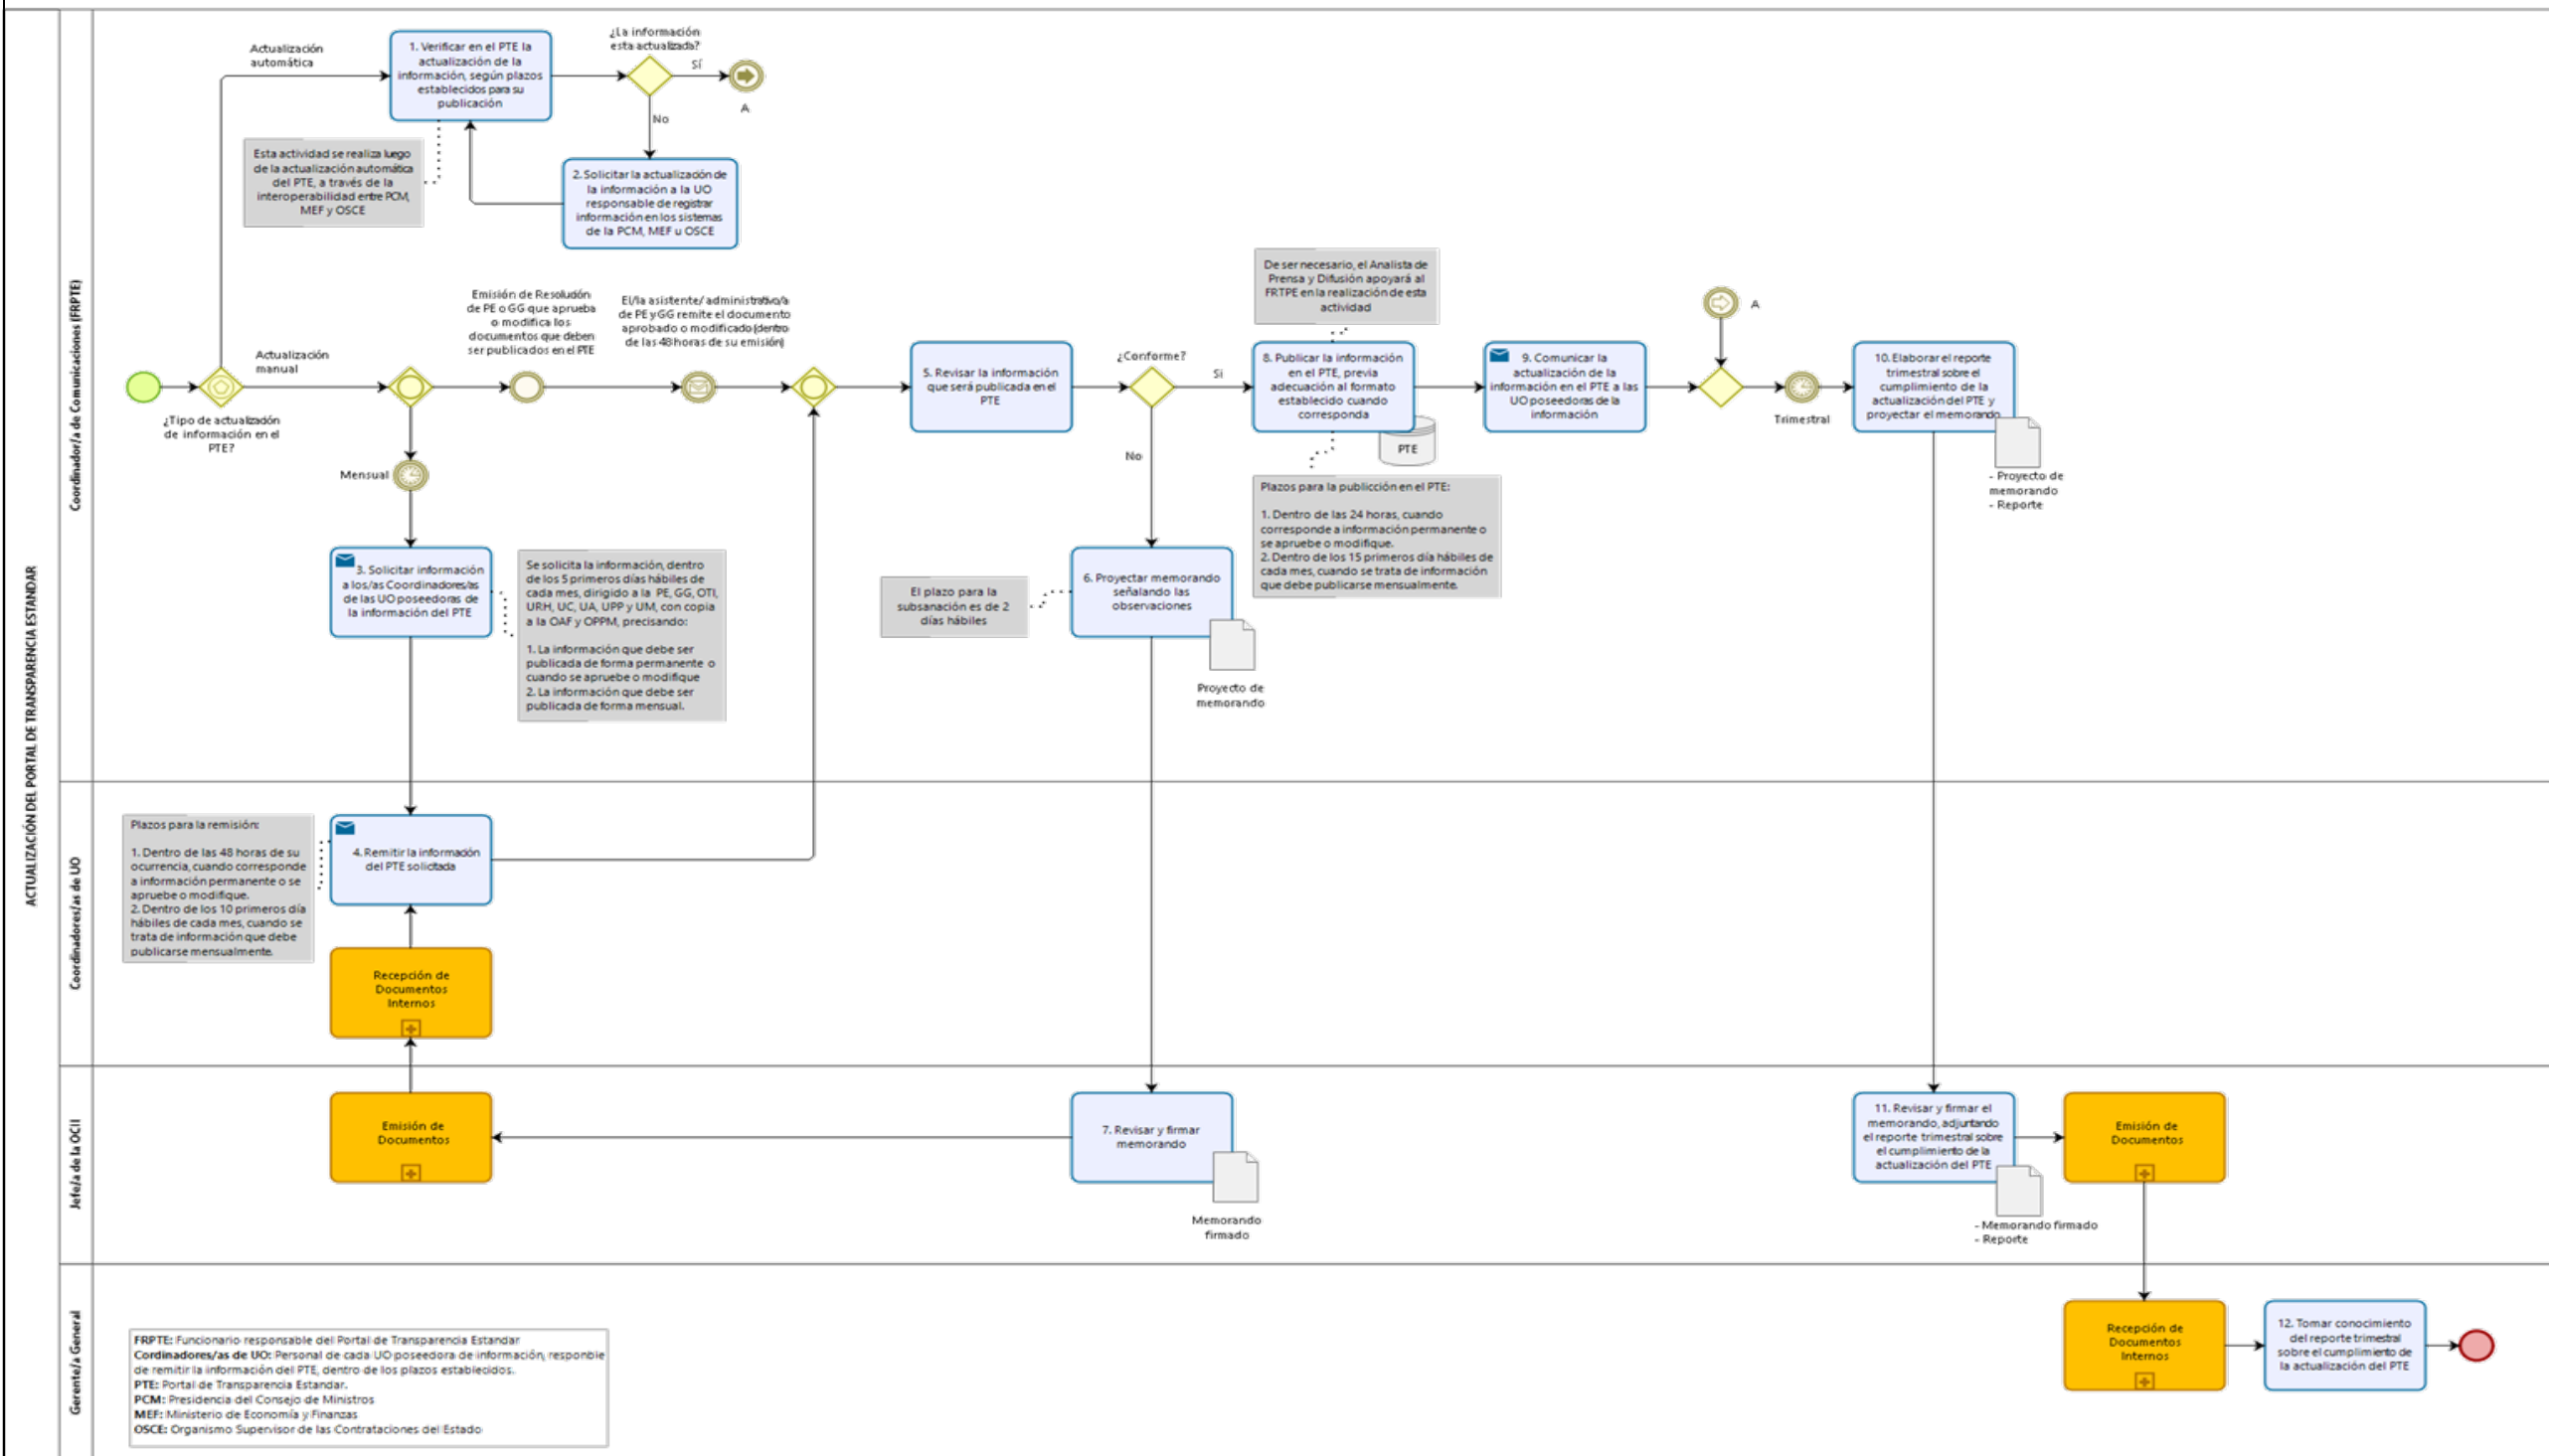 ACTUALIZACIÓN DEL PORTAL DE TRANSPARENCIA ESTANDAR
Coordinador/a de Comunicaciones (FRPTE)
Actualización
automática
1. Verificar en el PTE la
actualización de la
información, según plazos
establecidos para su
publicación
¿La información
esta actualizada?
Sí
A
No
Esta actividad se realiza luego
de la actualización automática
del PTE, a través de la
interoperabilidad entre PCM,
MEF y OSCE
2. Solicitar la actualización de
la información a la UO
responsable de registrar
información en los sistemas
de la PCM, MEF u OSCE
¿Tipo de actualización
de información en el
PTE?
Actualización
manual
Emisión de Resolución
de PE o GG que aprueba
o modifica los
documentos que deben
ser publicados en el PTE
El/la asistente/ administrativo/a
de PE y GG remite el documento
aprobado o modificado (dentro
de las 48 horas de su emisión)
Mensual
3. Solicitar información
a los/as Coordinadores/as
de las UO poseedoras de
la información del PTE
Se solicita la información, dentro
de los 5 primeros días hábiles de
cada mes, dirigido a la PE, GG, OTI,
URH, UC, UA, UPP y UM, con copia
a la OAF y OPPM, precisando:
1. La información que debe ser
publicada de forma permanente o
cuando se apruebe o modifique
2. La información que debe ser
publicada de forma mensual.
5. Revisar la información
que será publicada en el
PTE
¿Conforme?
Si
No
El plazo para la
subsanación es de 2
días hábiles
6. Proyectar memorando
señalando las
observaciones
Proyecto de
memorando
De ser necesario, el Analista de
Prensa y Difusión apoyará al
FRTPE en la realización de esta
actividad
8. Publicar la información
en el PTE, previa
adecuación al formato
establecido cuando
corresponda
PTE
Plazos para la publicción en el PTE:
1. Dentro de las 24 horas, cuando
corresponde a información permanente o
se apruebe o modifique.
2. Dentro de los 15 primeros día hábiles de
cada mes, cuando se trata de información
que debe publicarse mensualmente.
9. Comunicar la
actualización de la
información en el PTE a las
UO poseedoras de la
información
A
Trimestral
10. Elaborar el reporte
trimestral sobre el
cumplimiento de la
actualización del PTE y
proyectar el memorando
- Proyecto de
memorando
- Reporte
Coordinadores/as de UO
Plazos para la remisión:
1. Dentro de las 48 horas de su
ocurrencia, cuando corresponde
a información permanente o se
apruebe o modifique.
2. Dentro de los 10 primeros día
hábiles de cada mes, cuando se
trata de información que debe
publicarse mensualmente.
4. Remitir la información
del PTE solicitada
Recepción de
Documentos
Internos
Jefe/a de la OCII
Emisión de
Documentos
7. Revisar y firmar
memorando
Memorando
firmado
11. Revisar y firmar el
memorando, adjuntando
el reporte trimestral sobre
el cumplimiento de la
actualización del PTE
- Memorando firmado
- Reporte
Emisión de
Documentos
Gerente/a General
FRPTE: Funcionario responsable del Portal de Transparencia Estandar
Cordinadores/as de UO: Personal de cada UO poseedora de información, responble
de remitir la información del PTE, dentro de los plazos establecidos.
PTE: Portal de Transparencia Estandar.
PCM: Presidencia del Consejo de Ministros
MEF: Ministerio de Economía y Finanzas
OSCE: Organismo Supervisor de las Contrataciones del Estado
Recepción de
Documentos
Internos
12. Tomar conocimiento
del reporte trimestral
sobre el cumplimiento de
la actualización del PTE